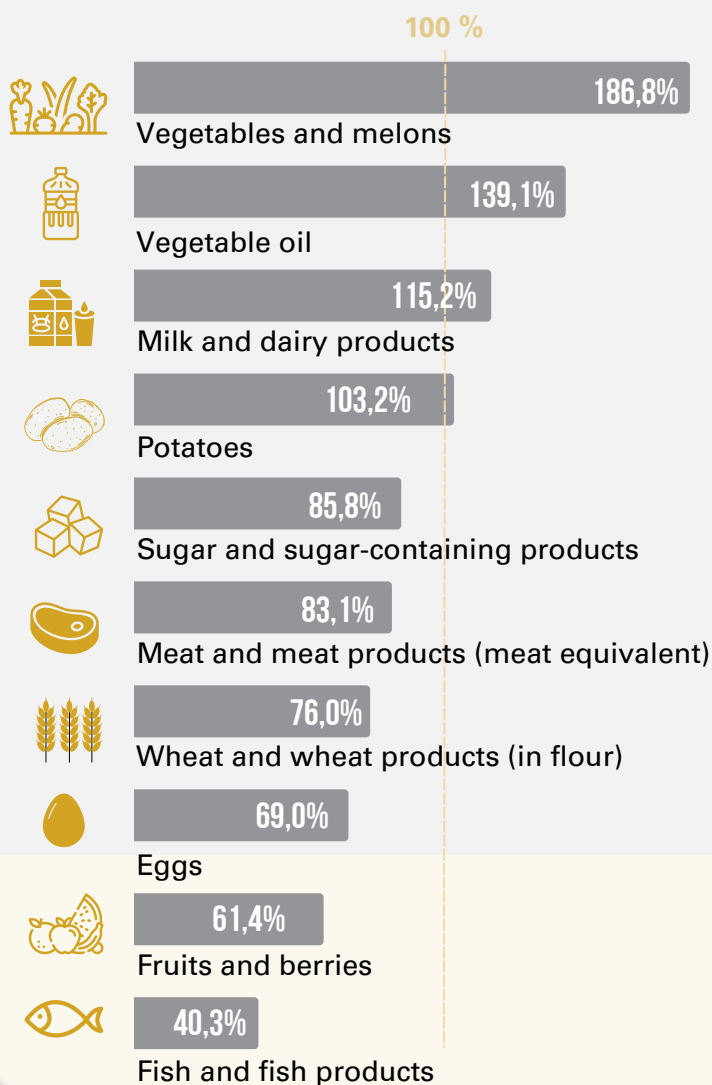 100 %
186,8%
Vegetables and melons
139,1%
Vegetable oil
115,2%
Milk and dairy products
103,2%
Potatoes
85,8%
Sugar and sugar-containing products
83,1%
Meat and meat products (meat equivalent)
76,0%
Wheat and wheat products (in flour)
69,0%
Eggs
61,4%
Fruits and berries
40,3%
Fish and fish products